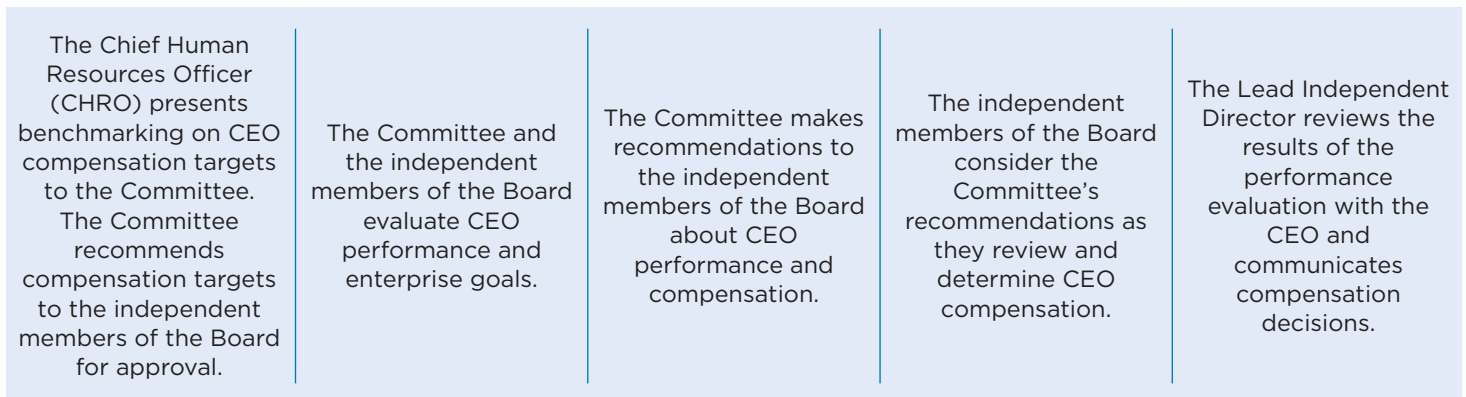 The Chief Human
Resources Officer
(CHRO) presents
benchmarking on CEO
compensation targets
to the Committee.
The Committee
recommends
compensation targets
to the independent
members of the Board
for approval.
The Committee and
the independent
members of the Board
evaluate CEO
performance and
enterprise goals.
The Committee makes
recommendations to
the independent
members of the Board
about CEO
performance and
compensation.
The independent
members of the Board
consider the
Committee’s
recommendations as
they review and
determine CEO
compensation.
The Lead Independent
Director reviews the
results of the
performance
evaluation with the
CEO and
communicates
compensation
decisions.